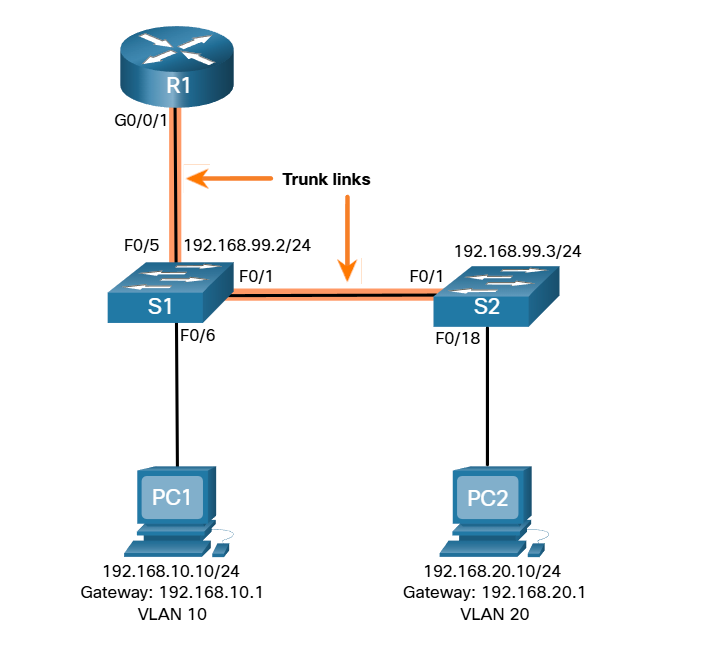 R1
G0/0/1
Trunk links
F0/5
192.168.99.2/24
192.168.99.3/24
F0/1
F0/1
S1
S2
F0/6
F0/18
PC1
PC2
192.168.10.10/24
Gateway: 192.168.10.1
VLAN 10
192.168.20.10/24
Gateway: 192.168.20.1
VLAN 20